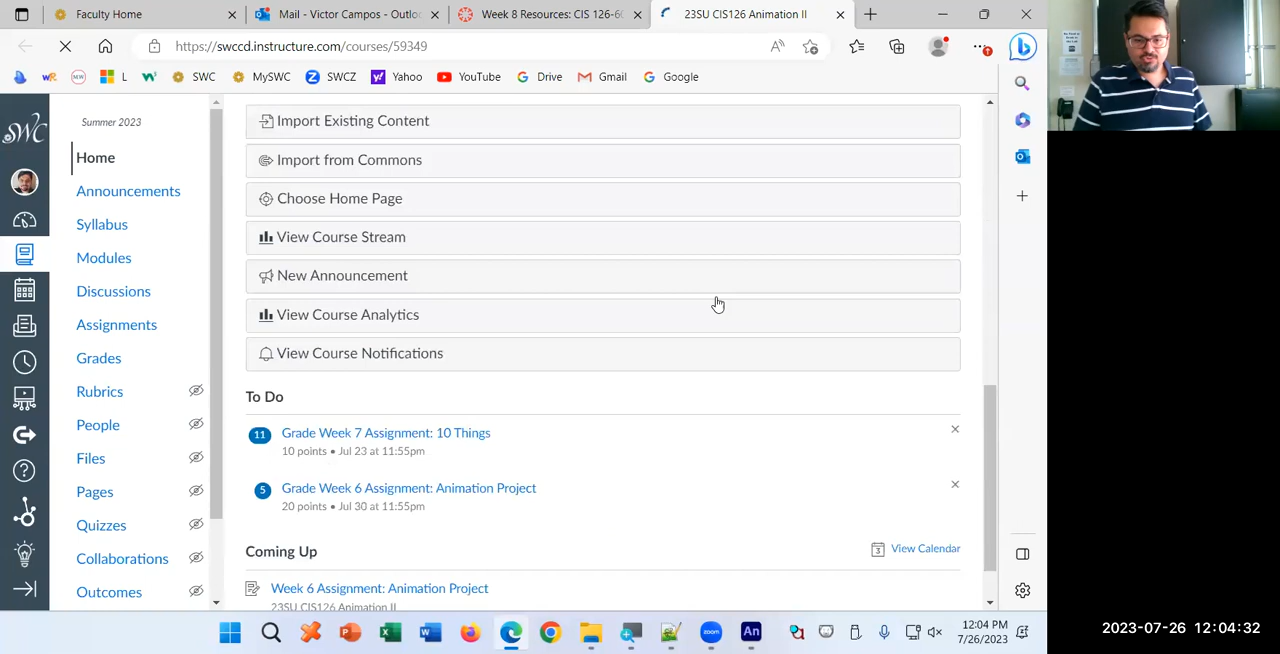 Faculty Home
Mail - Victor Campos - Outloo
Week 8 Resources: CIS 126-60
23SU CIS126 Animation II
https://swccd.instructure.com/courses/59349
L
SWC
MySWC
SWCZ
Yahoo
YouTube
Drive
Gmail
Google
SWC
Summer 2023
Home
Announcements
Syllabus
Modules
Discussions
Assignments
Grades
Rubrics
People
Files
Pages
Quizzes
Collaborations
Outcomes
Import Existing Content
Import from Commons
Choose Home Page
View Course Stream
New Announcement
View Course Analytics
View Course Notifications
To Do
11 Grade Week 7 Assignment: 10 Things
10 points • Jul 23 at 11:55pm
5 Grade Week 6 Assignment: Animation Project
20 points • Jul 30 at 11:55pm
Coming Up
3 View Calendar
Week 6 Assignment: Animation Project
23SU CIS126 Animation II
zoom
An
12:04 PM
7/26/2023
2023-07-26 12:04:32